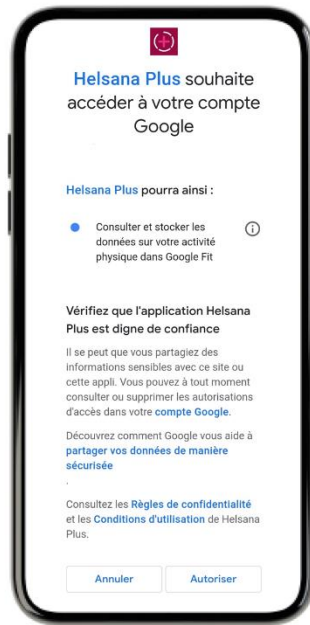 Helsana Plus souhaite
accéder à votre compte
Google
Helsana Plus pourra ainsi :
Consulter et stocker les
données sur votre activité
physique dans Google Fit
Vérifiez que l'application Helsana
Plus est digne de confiance
Il se peut que vous partagiez des
informations sensibles avec ce site ou
cette appli. Vous pouvez à tout moment
consulter ou supprimer les autorisations
d'accès dans votre compte Google.
Découvrez comment Google vous aide à
partager vos données de manière
sécurisée
.
Consultez les Règles de confidentialité
et les Conditions d'utilisation de Helsana
Plus.
Annuler Autoriser